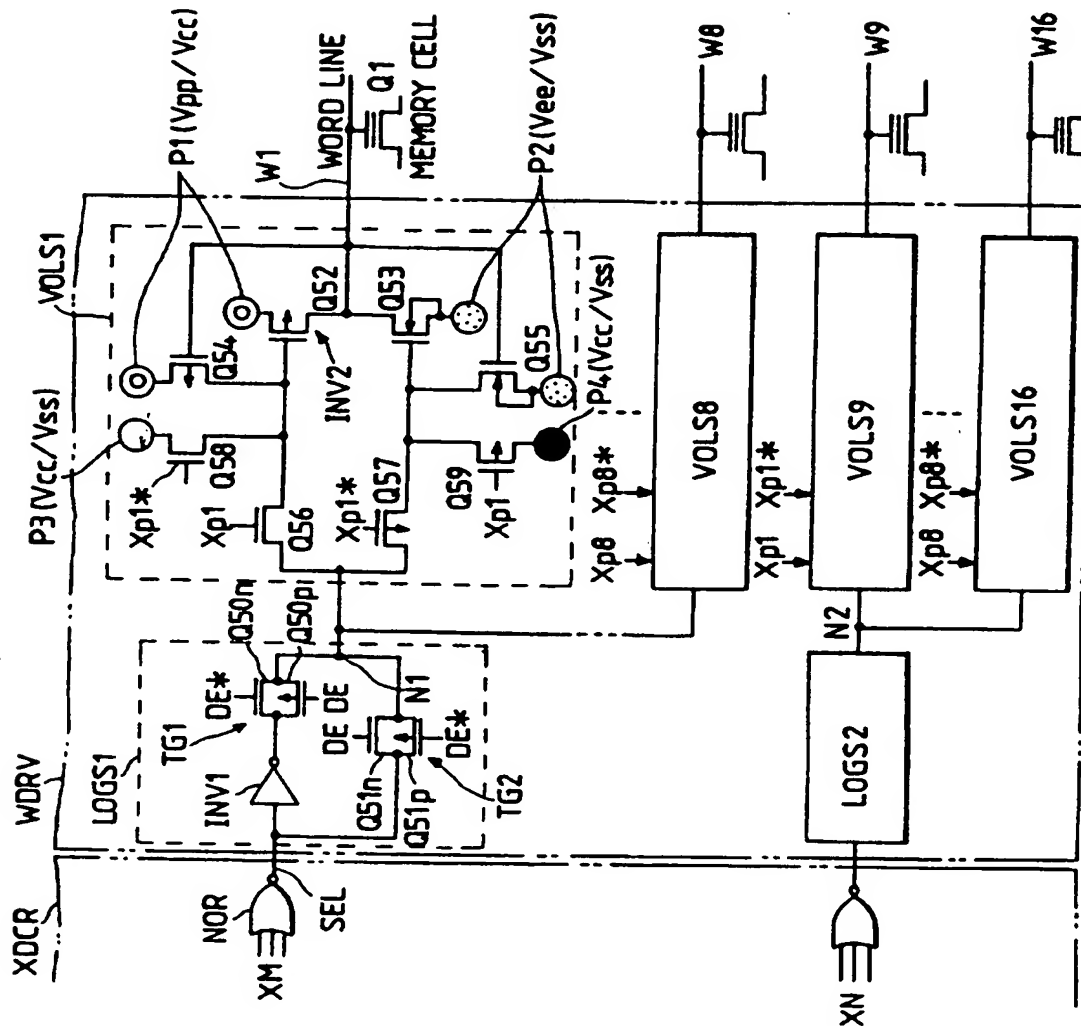 XDCR
WDRV
NOR
XM
SEL
LOGS1
TG1
INV1
DE*
Q50n
Q50p
DE
DE
N1
Q51n
Q51p
DE*
TG2
P3(Vcc/Vss)
VOLS1
Xp1*
Q58
Q54
P1(Vpp/Vcc)
Xp1
Q56
Q52
INV2
W1
WORD LINE
Q1
MEMORY CELL
Xp1*
Q57
Q53
P2(Vee/Vss)
Q55
Q59
Xp1
P4(Vcc/Vss)
Xp8
Xp8*
VOLS8
W8
XN
LOGS2
N2
Xp1
Xp1*
VOLS9
W9
Xp8
Xp8*
VOLS16
W16